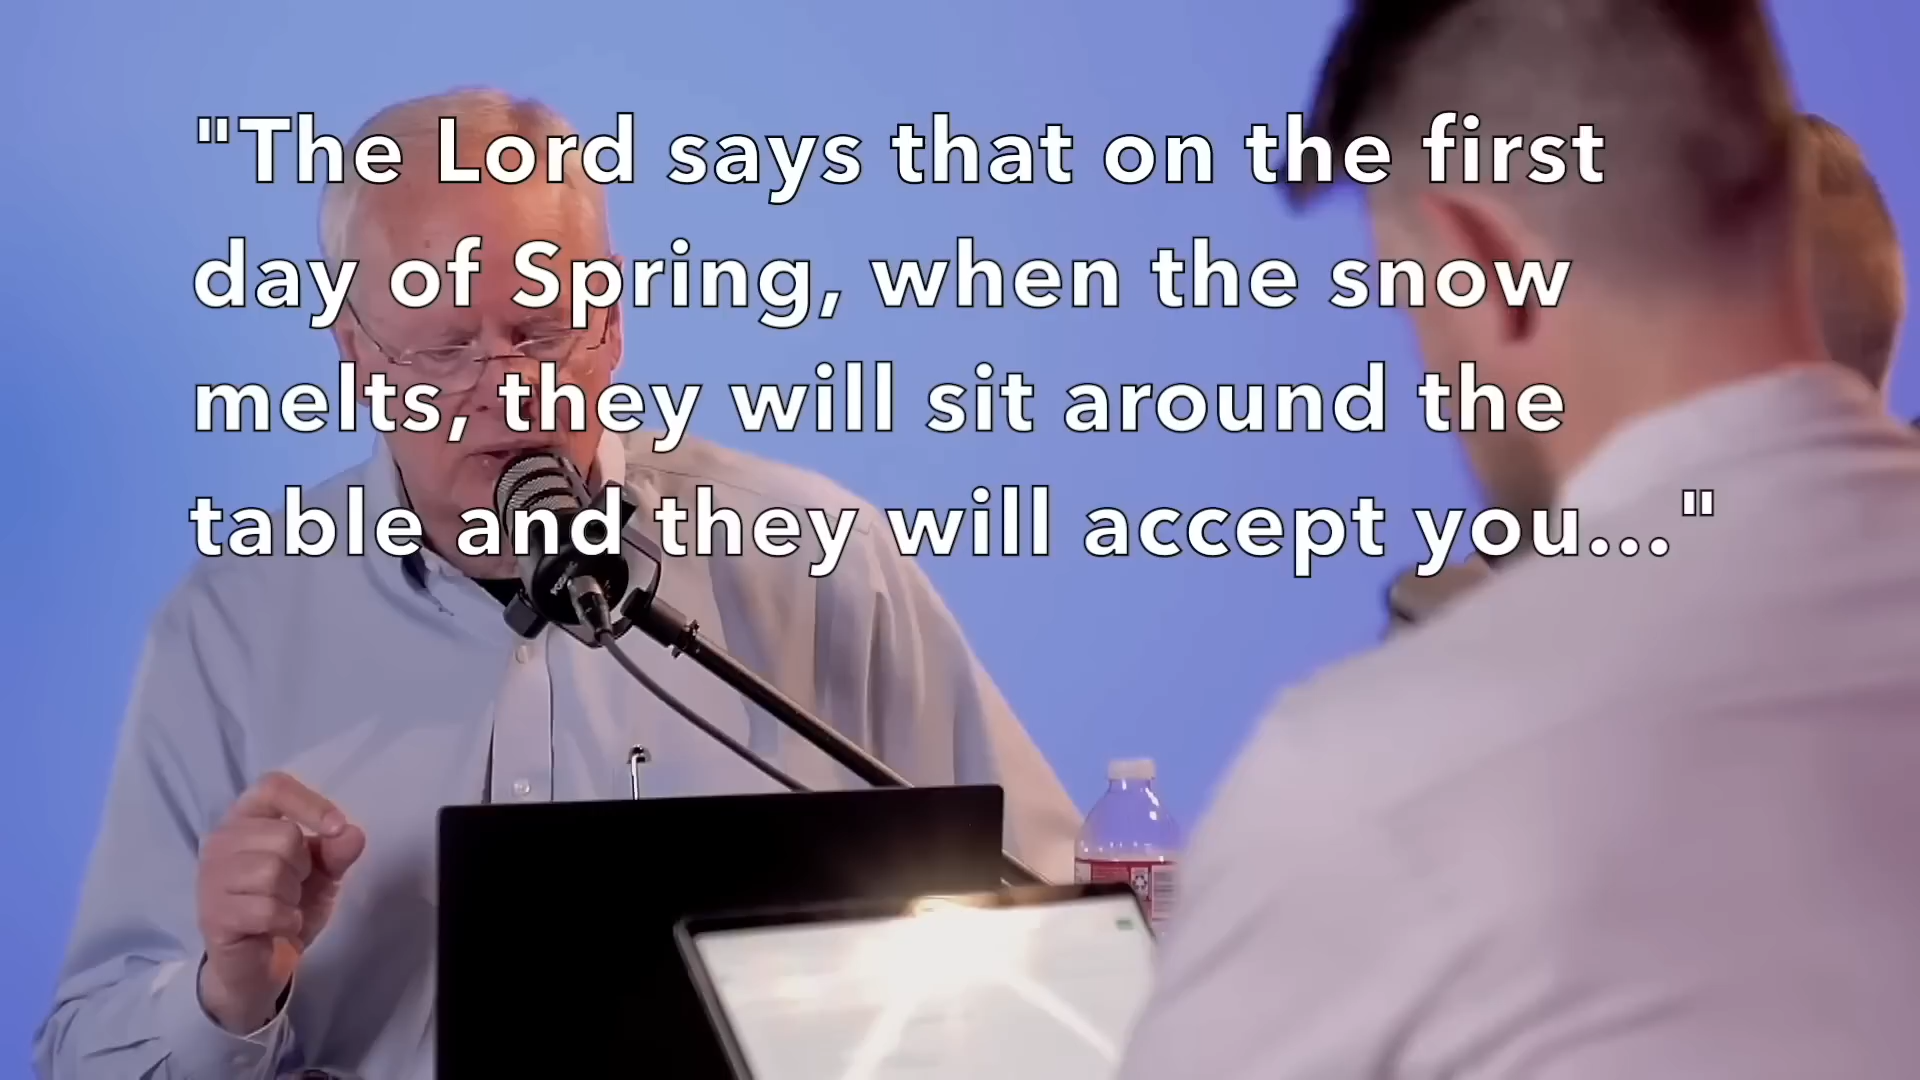 "The Lord says that on the first
day of Spring, when the snow
melts, they will sit around the
table and they will accept you..."